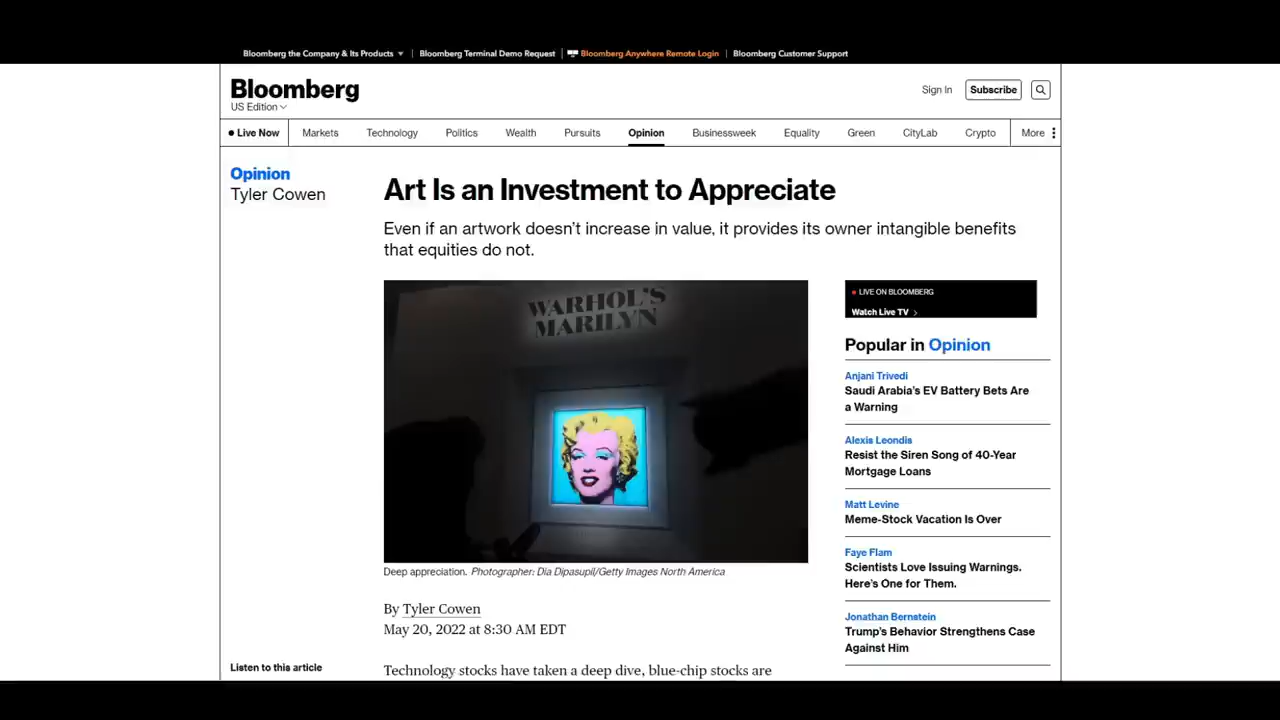 Bloomberg the Company & Its Products
Bloomberg Terminal Demo Request
Bloomberg Anywhere Remote Login
Bloomberg Customer Support
Bloomberg
US Edition
Sign In
Subscribe
Live Now
Markets
Technology
Politics
Wealth
Pursuits
Opinion
Businessweek
Equality
Green
CityLab
Crypto
More
Opinion
Tyler Cowen
Art Is an Investment to Appreciate
Even if an artwork doesn't increase in value, it provides its owner intangible benefits
that equities do not.
WARHOL'S
MARILYN
Deep appreciation. Photographer: Dia Dipasupil/Getty Images North America
By Tyler Cowen
May 20, 2022 at 8:30 AM EDT
Listen to this article
Technology stocks have taken a deep dive, blue-chip stocks are
LIVE ON BLOOMBERG
Watch Live TV
Popular in Opinion
Anjani Trivedi
Saudi Arabia's EV Battery Bets Are
a Warning
Alexis Leondis
Resist the Siren Song of 40-Year
Mortgage Loans
Matt Levine
Meme-Stock Vacation Is Over
Faye Flam
Scientists Love Issuing Warnings.
Here's One for Them.
Jonathan Bernstein
Trump's Behavior Strengthens Case
Against Him